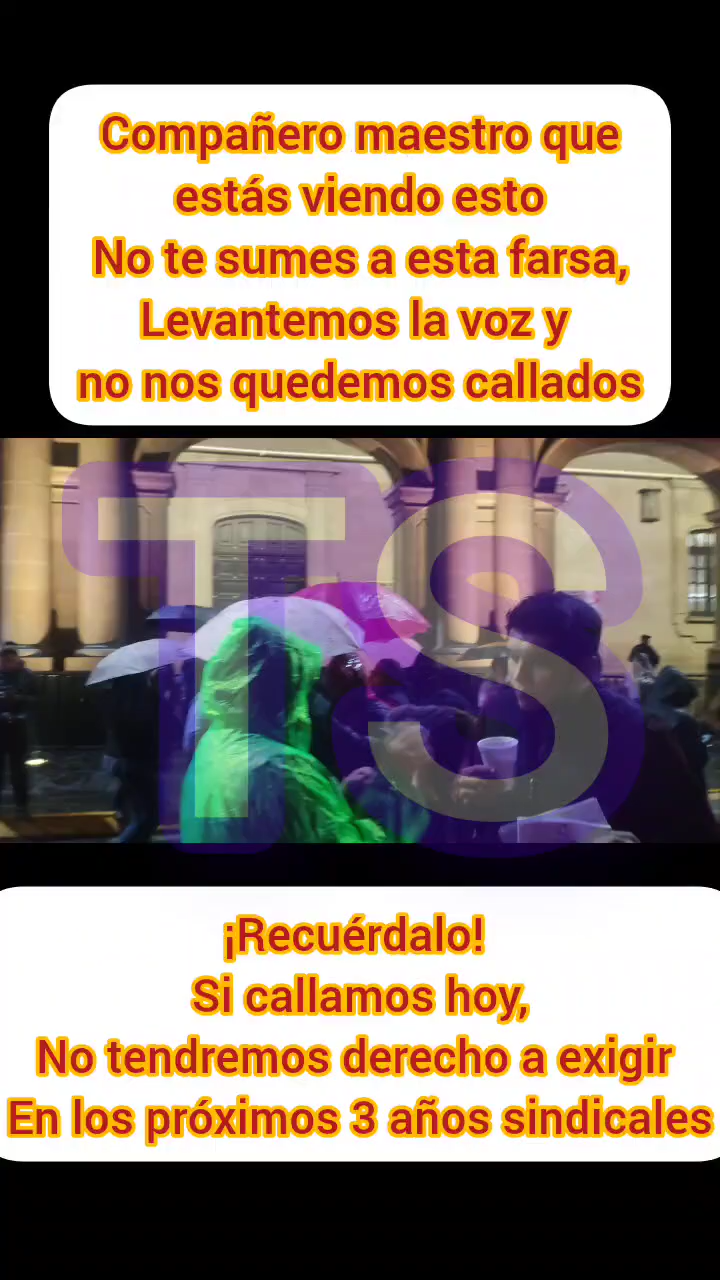 Compañero maestro que
estás viendo esto
No te sumes a esta farsa,
Levantemos la voz y
no nos quedemos callados
TS
¡Recuérdalo!
Si callamos hoy,
No tendremos derecho a exigir
En los próximos 3 años sindicales